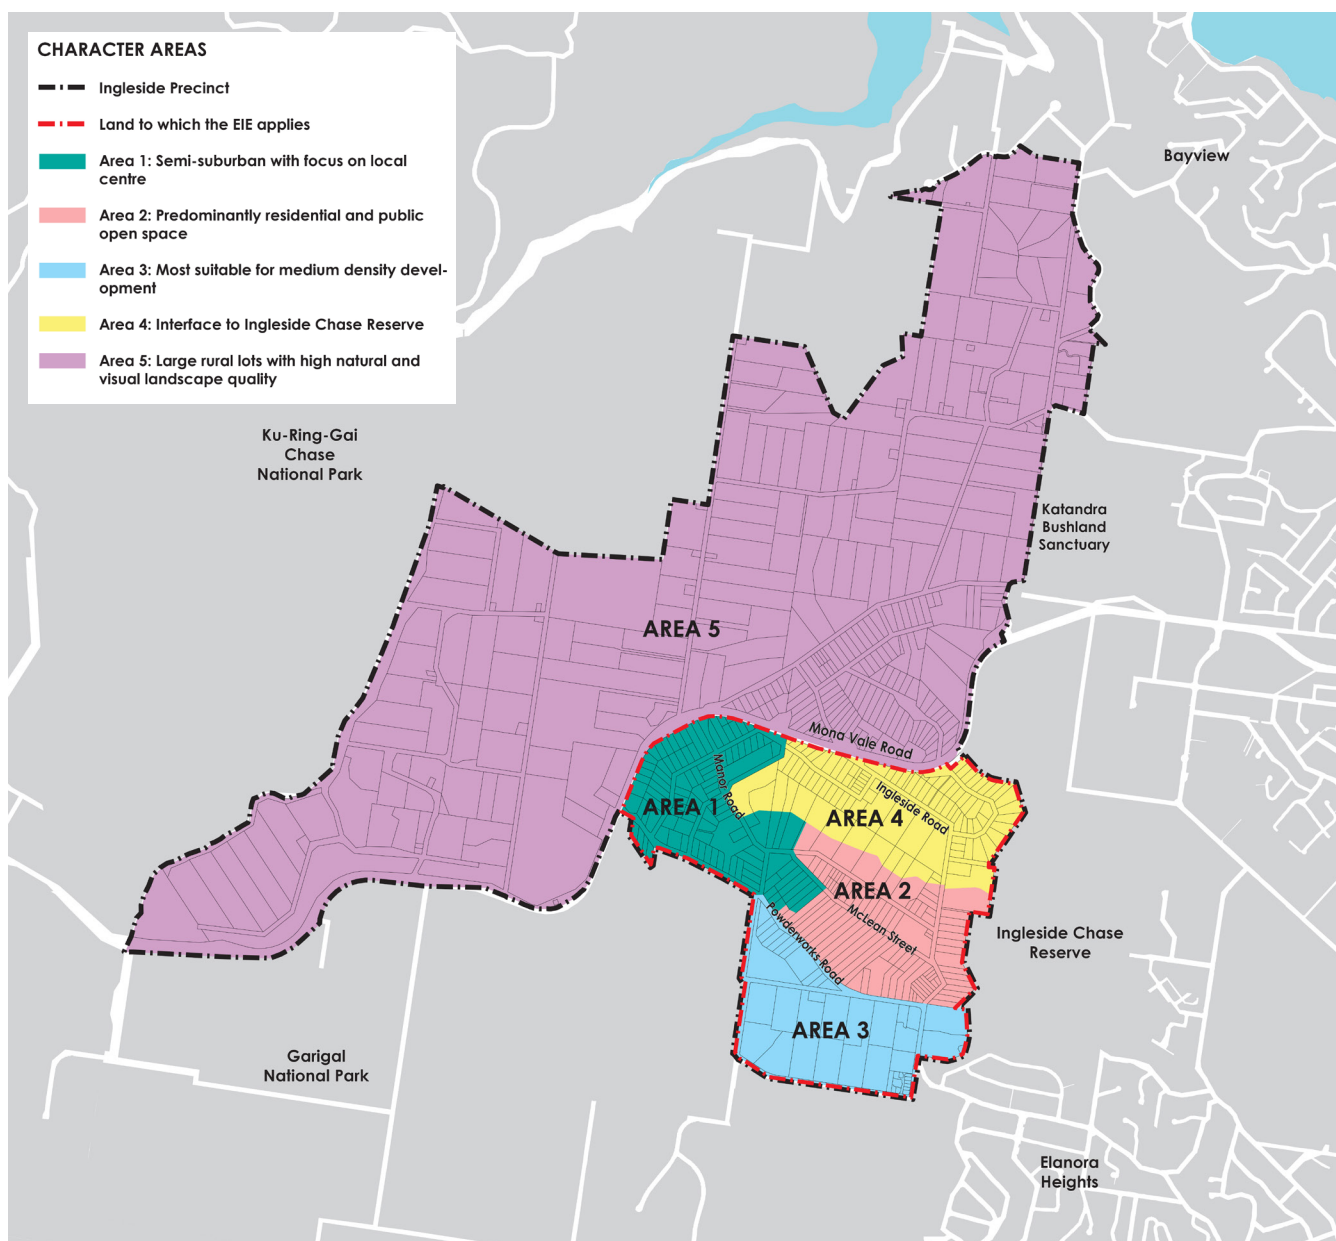 CHARACTER AREAS
Ingleside Precinct
Land to which the EIE applies
Area 1: Semi-suburban with focus on local
centre
Area 2: Predominantly residential and public
open space
Area 3: Most suitable for medium density devel-
opment
Area 4: Interface to Ingleside Chase Reserve
Area 5: Large rural lots with high natural and
visual landscape quality
Bayview
Ku-Ring-Gai
Chase
National Park
Katandra
Bushland
Sanctuary
AREA 5
Mona Vale Road
Manor Road
Ingleside Road
AREA 1
AREA 4
AREA 2
McLean Street
Powderworks Road
Ingleside Chase
Reserve
AREA 3
Garigal
National Park
Elanora
Heights